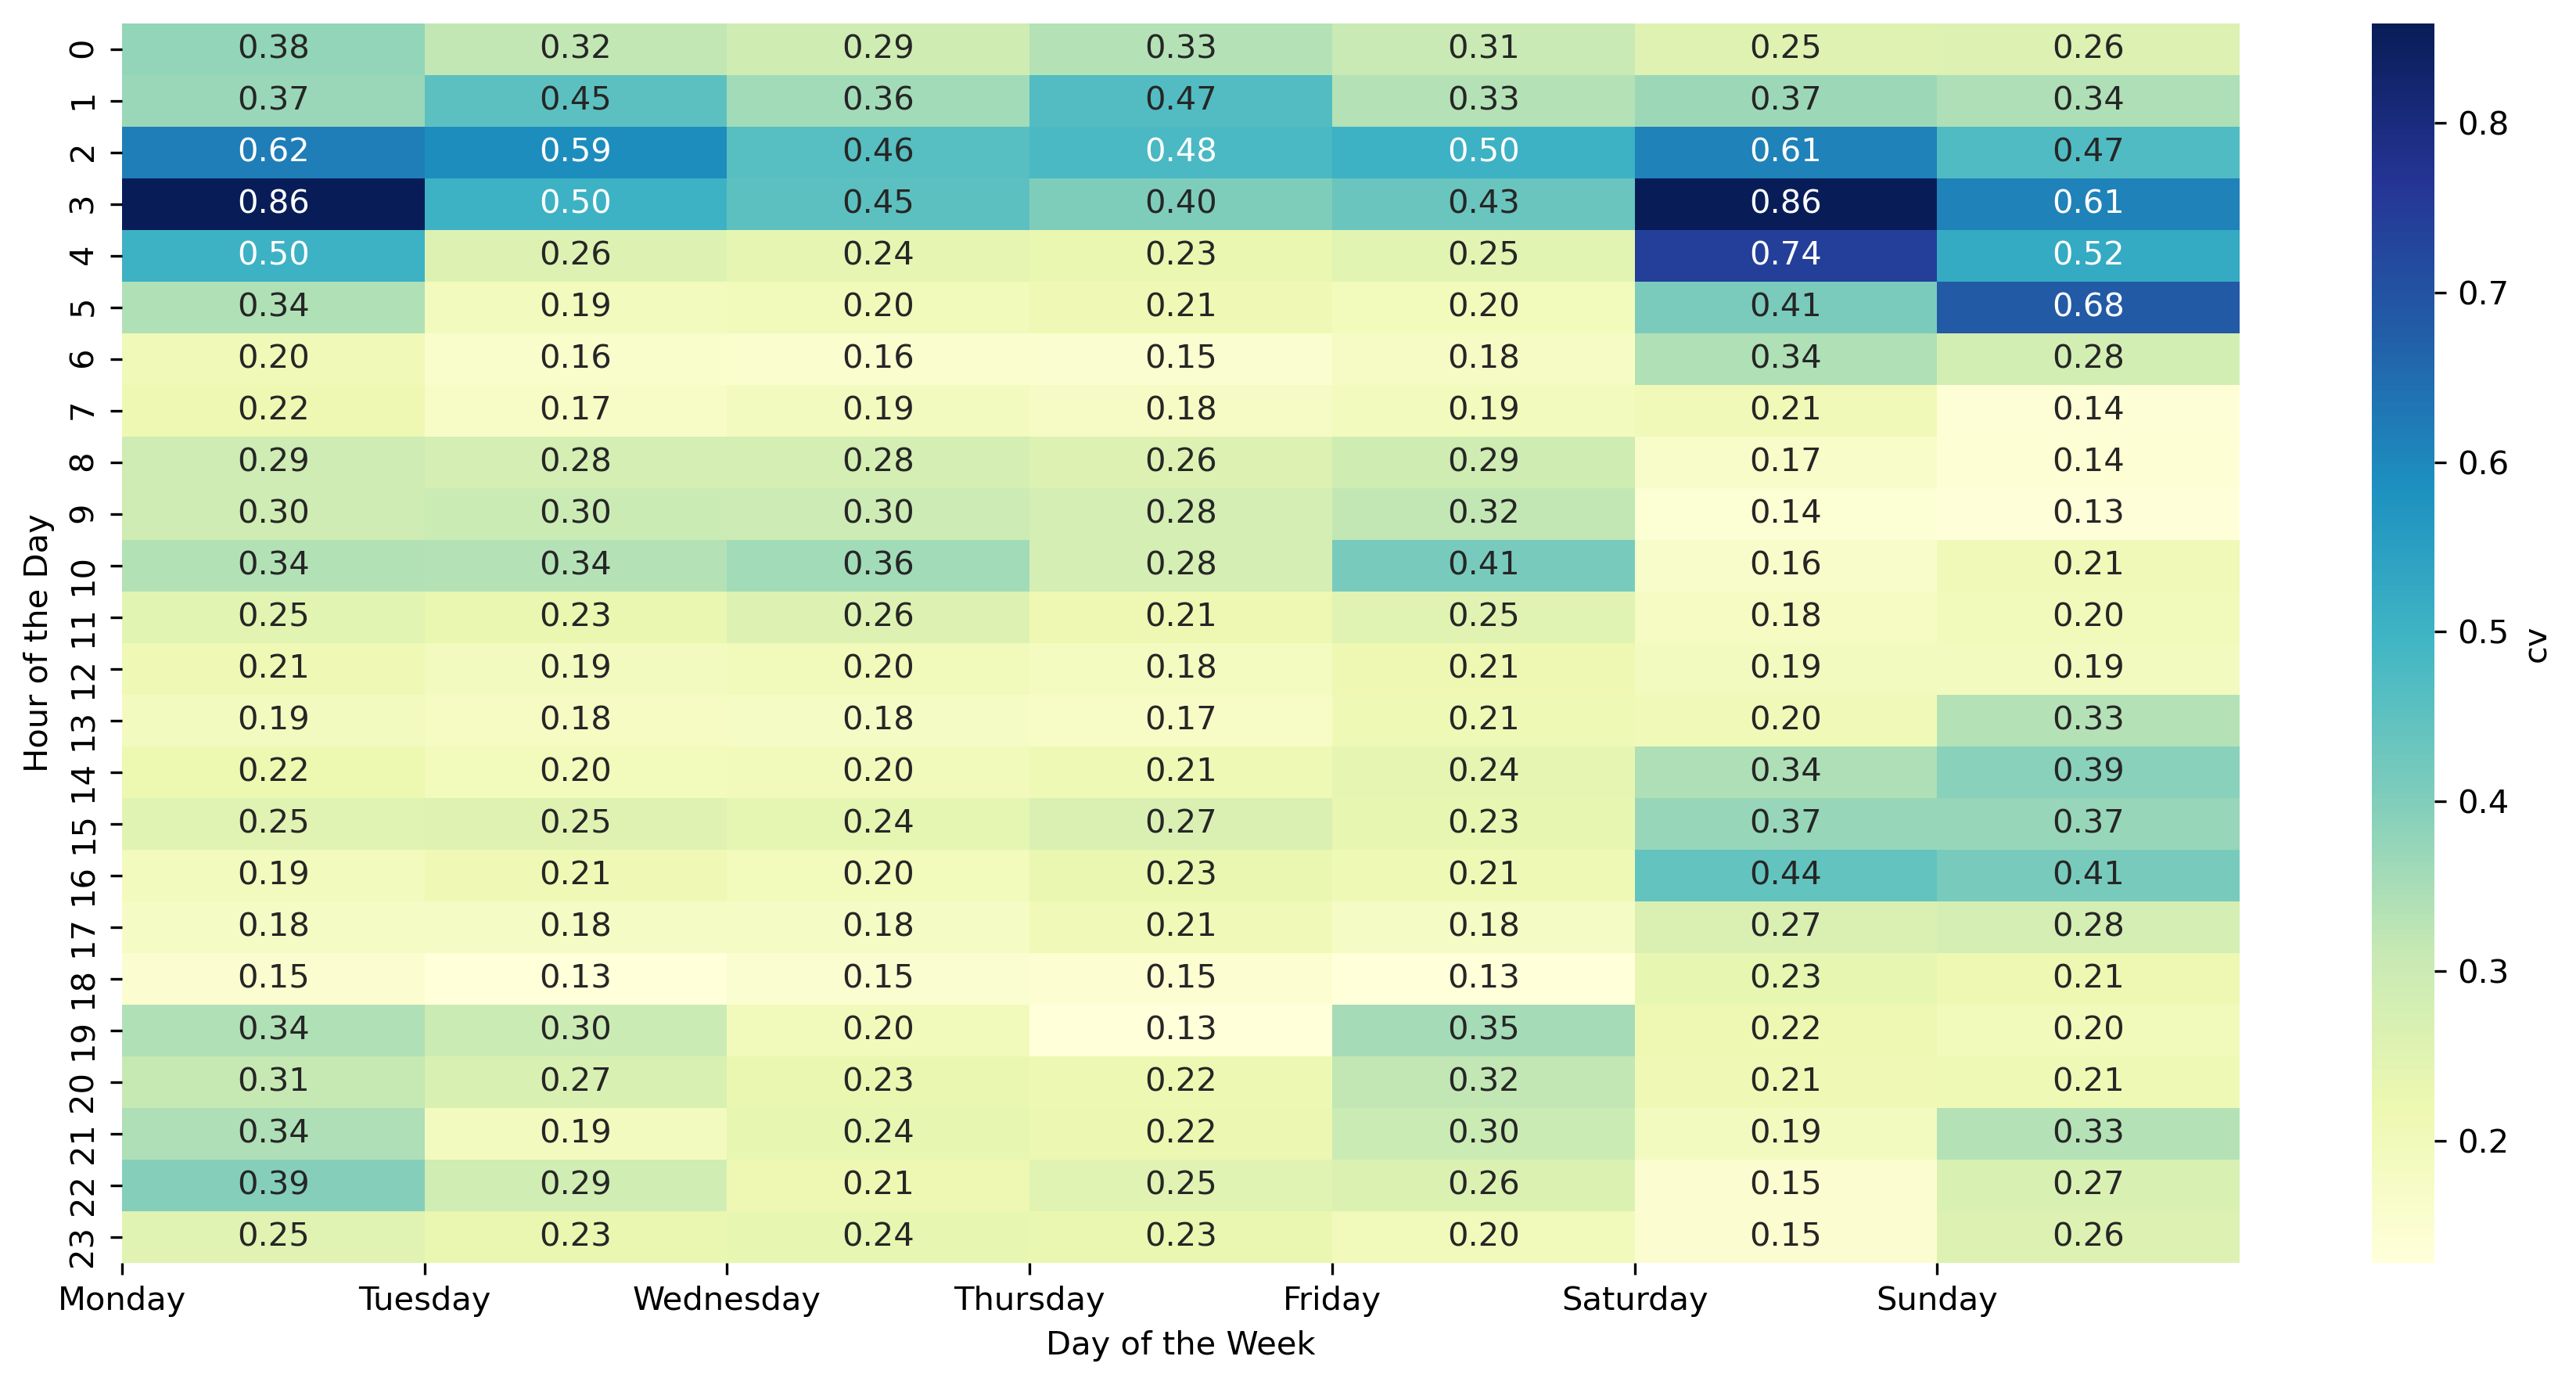 0 0.38 0.32 0.29 0.33 0.31 0.25 0.26
1 0.37 0.45 0.36 0.47 0.33 0.37 0.34
2 0.62 0.59 0.46 0.48 0.50 0.61 0.47
3 0.86 0.50 0.45 0.40 0.43 0.86 0.61
4 0.50 0.26 0.24 0.23 0.25 0.74 0.52
5 0.34 0.19 0.20 0.21 0.20 0.41 0.68
6 0.20 0.16 0.16 0.15 0.18 0.34 0.28
7 0.22 0.17 0.19 0.18 0.19 0.21 0.14
8 0.29 0.28 0.28 0.26 0.29 0.17 0.14
9 0.30 0.30 0.30 0.28 0.32 0.14 0.13
10 0.34 0.34 0.36 0.28 0.41 0.16 0.21
11 0.25 0.23 0.26 0.21 0.25 0.18 0.20
12 0.21 0.19 0.20 0.18 0.21 0.19 0.19
13 0.19 0.18 0.18 0.17 0.21 0.20 0.33
14 0.22 0.20 0.20 0.21 0.24 0.34 0.39
15 0.25 0.25 0.24 0.27 0.23 0.37 0.37
16 0.19 0.21 0.20 0.23 0.21 0.44 0.41
17 0.18 0.18 0.18 0.21 0.18 0.27 0.28
18 0.15 0.13 0.15 0.15 0.13 0.23 0.21
19 0.34 0.30 0.20 0.13 0.35 0.22 0.20
20 0.31 0.27 0.23 0.22 0.32 0.21 0.21
21 0.34 0.19 0.24 0.22 0.30 0.19 0.33
22 0.39 0.29 0.21 0.25 0.26 0.15 0.27
23 0.25 0.23 0.24 0.23 0.20 0.15 0.26
Monday Tuesday Wednesday Thursday Friday Saturday Sunday
Day of the Week
Hour of the Day
0.8
0.7
0.6
0.5
0.4
0.3
0.2
cv